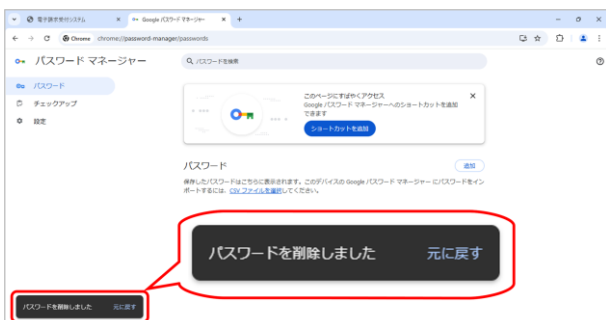 電子請求受付システム
Google パスワード マネージャー
Chrome
chrome://password-manager/passwords
パスワード マネージャー
パスワードを検索
パスワード
チェックアップ
設定
このページにすばやくアクセス
Google パスワード マネージャーへのショートカットを追加
できます
ショートカットを追加
パスワード
追加
保存したパスワードはこちらに表示されます。このデバイスの Google パスワード マネージャー にパスワードをイン
ポートするには、CSV ファイルを選択してください。
パスワードを削除しました 元に戻す
パスワードを削除しました 元に戻す